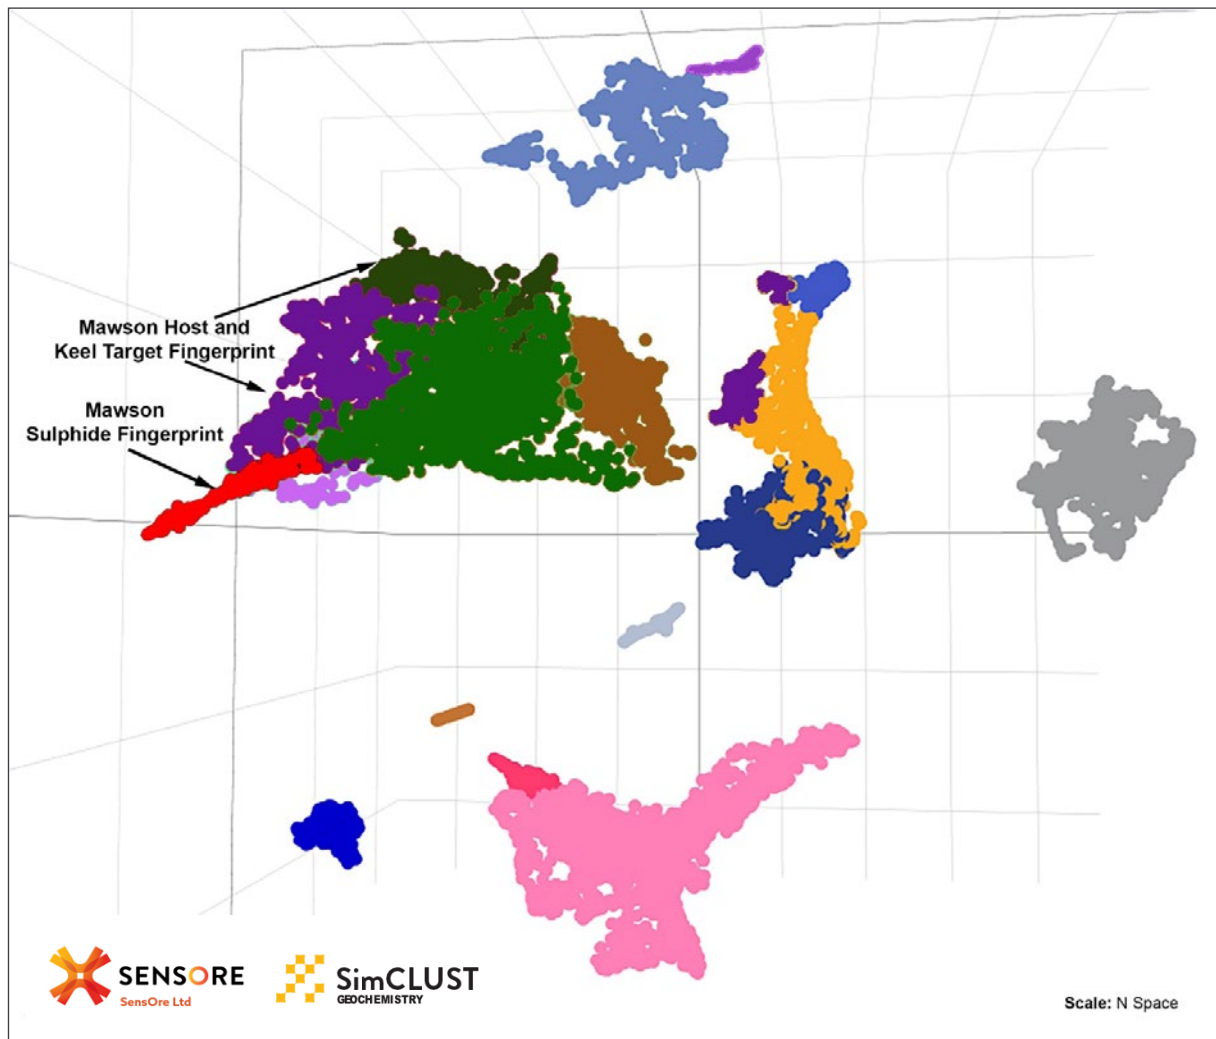 Mawson Host and
Keel Target Fingerprint
Mawson
Sulphide Fingerprint
SENSORE
SensOre Ltd
SimCLUST
GEOCHEMISTRY
Scale: N Space